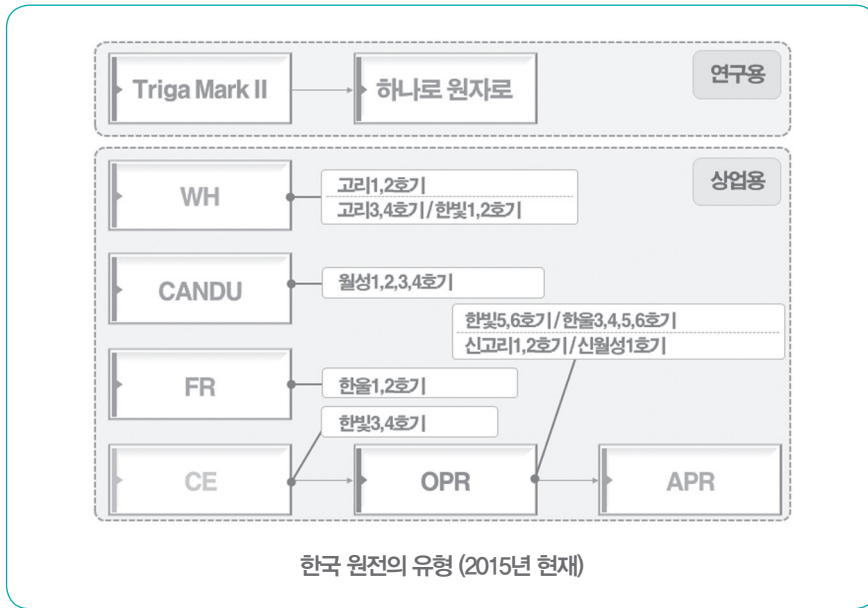 Triga Mark II
하나로 원자로
연구용
WH
고리1,2호기
고리3,4호기/한빛1,2호기
상업용
CANDU
월성1,2,3,4호기
한빛5,6호기/한울3,4,5,6호기
신고리1,2호기/신월성1호기
FR
한울1,2호기
한빛3,4호기
CE
OPR
APR
한국 원전의 유형 (2015년 현재)